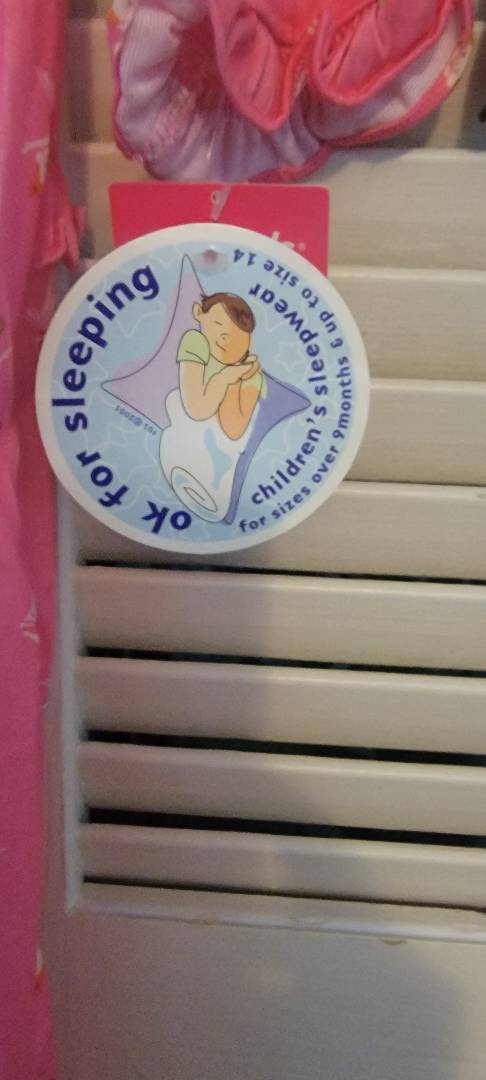 ok for sleeping
children's sleepwear
for sizes over 9months & up to size 14